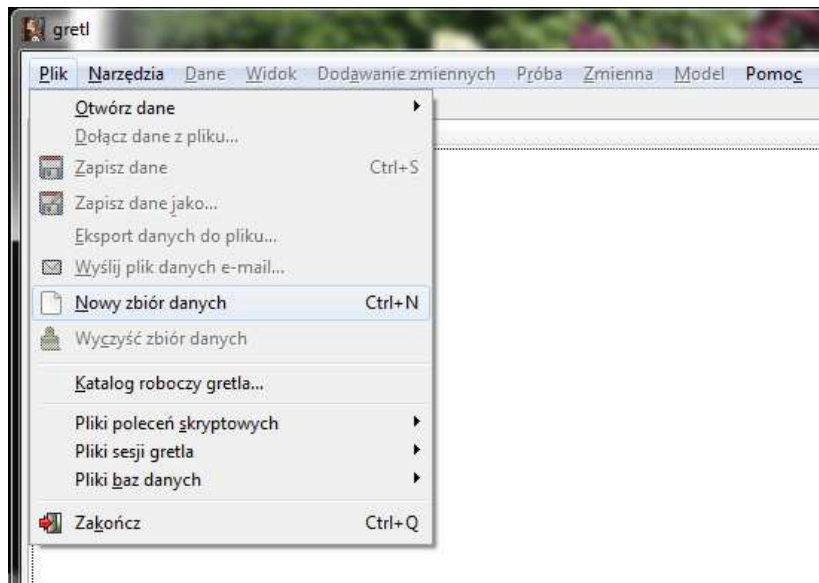 gretl
Plik Narzędzia Dane Widok Dodawanie zmiennych Próba Zmienna Model Pomoc
Otwórz dane
Dołącz dane z pliku...
Zapisz dane Ctrl+S
Zapisz dane jako...
Eksport danych do pliku...
Wyślij plik danych e-mail...
Nowy zbiór danych Ctrl+N
Wyczyść zbiór danych
Katalog roboczy gretla...
Pliki poleceń skryptowych
Pliki sesji gretla
Pliki baz danych
Zakończ Ctrl+Q